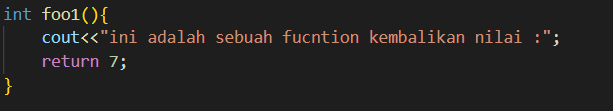 int foo1(){
    cout<<"ini adalah sebuah fucntion kembalikan nilai :";
    return 7;
}